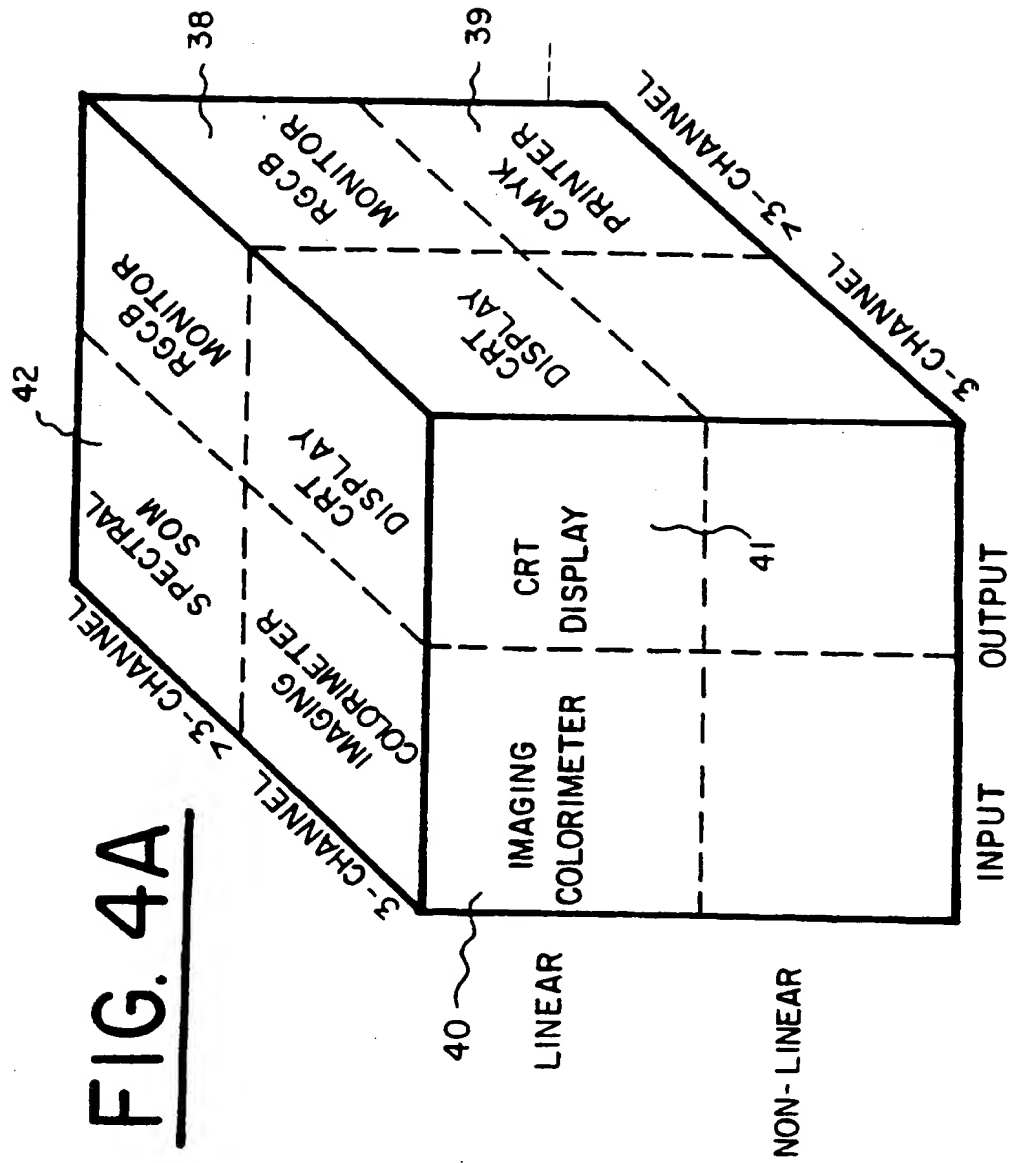 FIG. 4A
42
38
39
40
41
>3-CHANNEL
3-CHANNEL
SPECTRAL
SOM
RGCB
MONITOR
IMAGING
COLORIMETER
CRT
DISPLAY
RGCB
MONITOR
CMYK
PRINTER
CRT
DISPLAY
>3-CHANNEL
3-CHANNEL
LINEAR
NON-LINEAR
IMAGING
COLORIMETER
CRT
DISPLAY
INPUT
OUTPUT